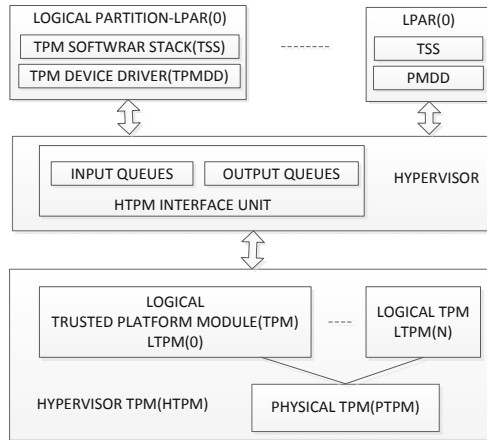 LOGICAL PARTITION-LPAR(0)
TPM SOFTWRAR STACK(TSS)
TPM DEVICE DRIVER(TPMDD)
LPAR(0)
TSS
PMDD
INPUT QUEUES
OUTPUT QUEUES
HTPM INTERFACE UNIT
HYPERVISOR
LOGICAL
TRUSTED PLATFORM MODULE(TPM)
LTPM(0)
LOGICAL TPM
LTPM(N)
HYPERVISOR TPM(HTPM)
PHYSICAL TPM(PTPM)